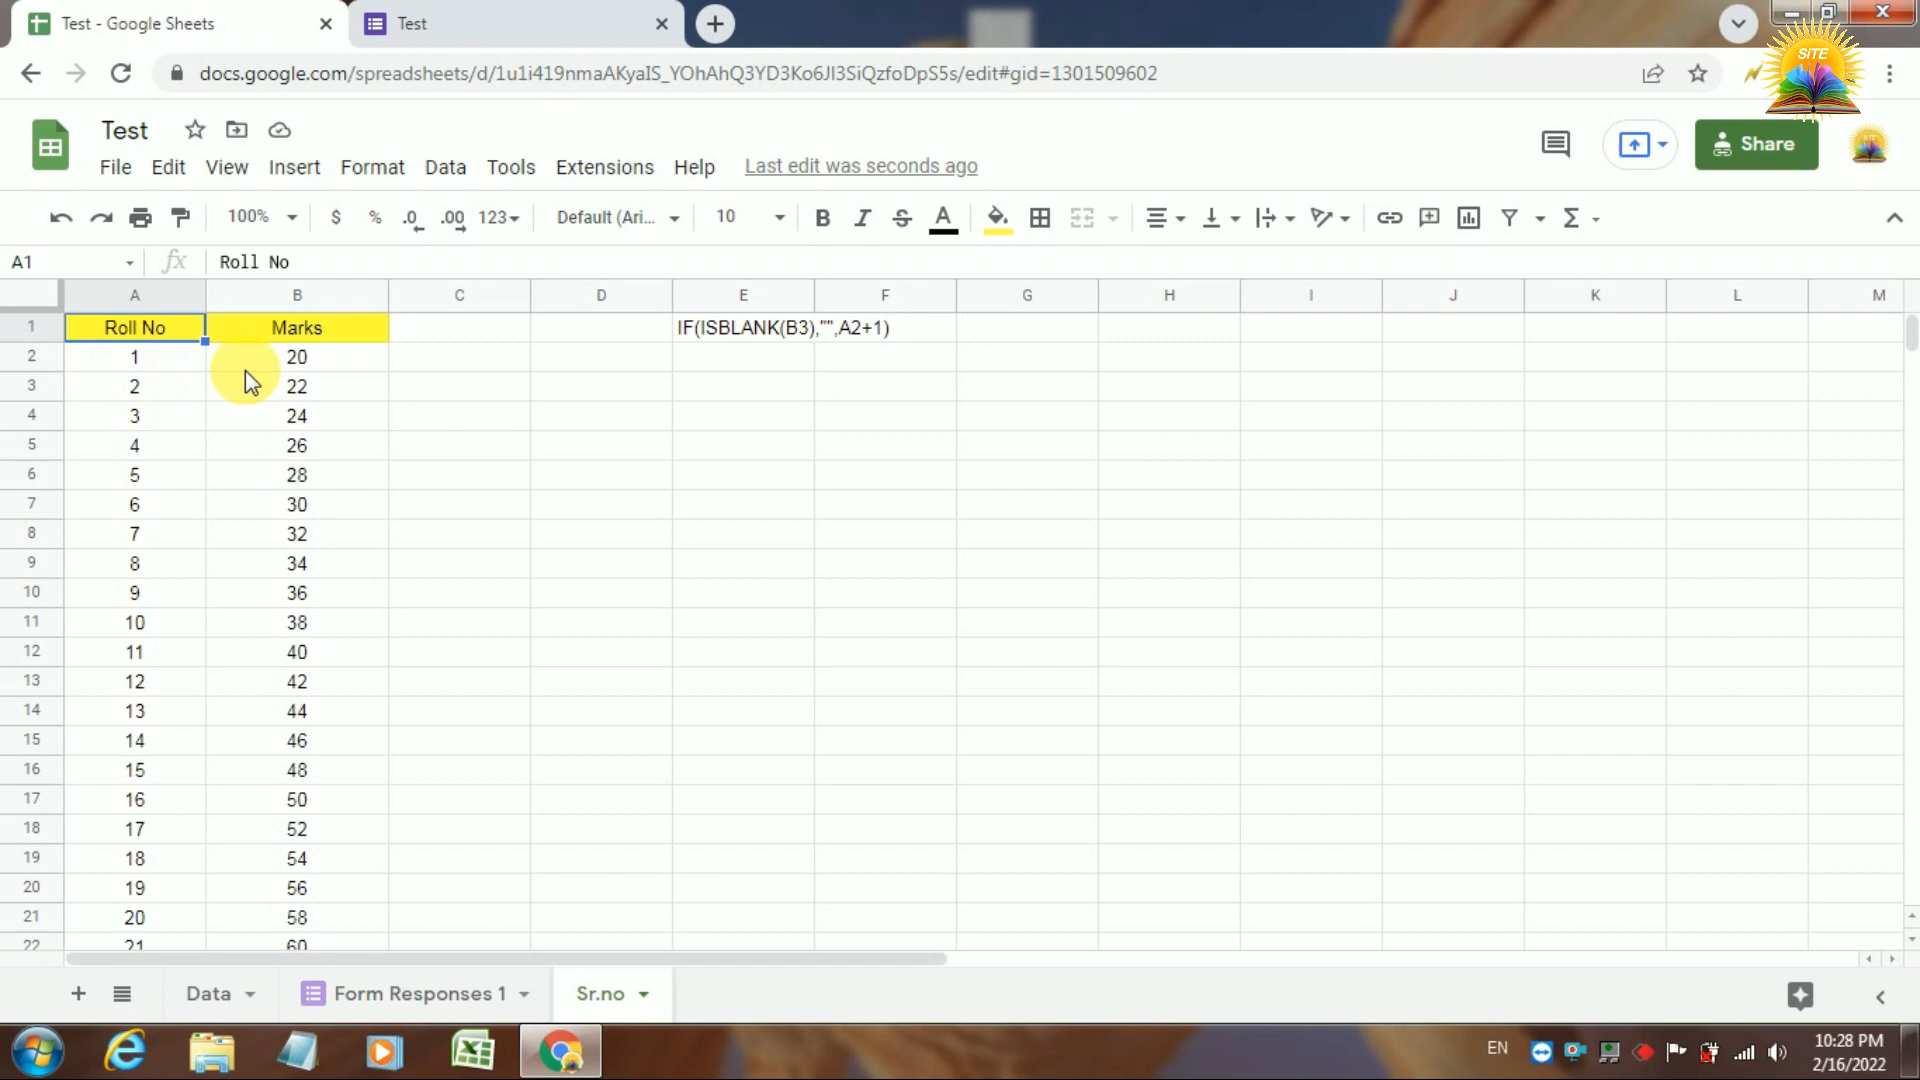 Test - Google Sheets
Test
docs.google.com/spreadsheets/d/1u1i419nmaAKyaIS_YOhAhQ3YD3Ko6Jl3SiQzfoDpS5s/edit#gid=1301509602
SiTE
Test
File Edit View Insert Format Data Tools Extensions Help Last edit was seconds ago
Share
100% $ % .0 .00 123 Default (Ari... 10 B I S A Σ
A1 fx Roll No
A B C D E F G H I J K L M
1 Roll No Marks IF(ISBLANK(B3),"",A2+1)
2 1 20
3 2 22
4 3 24
5 4 26
6 5 28
7 6 30
8 7 32
9 8 34
10 9 36
11 10 38
12 11 40
13 12 42
14 13 44
15 14 46
16 15 48
17 16 50
18 17 52
19 18 54
20 19 56
21 20 58
22 21 60
Data Form Responses 1 Sr.no
EN 10:28 PM
2/16/2022